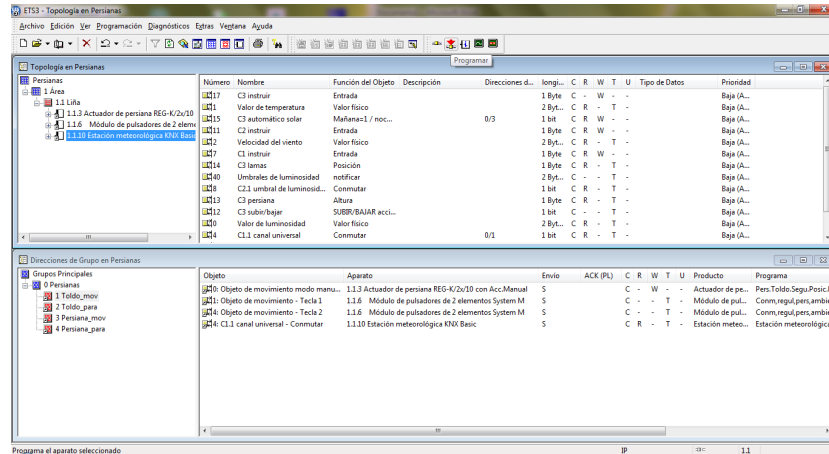 ETS3 - Topología en Persianas
Archivo Edición Ver Programación Diagnósticos Extras Ventana Ayuda
Programar
Topología en Persianas
Persianas
1 Área
1.1 Liña
1.1.3 Actuador de persiana REG-K/2x/10
1.1.6 Módulo de pulsadores de 2 eleme
1.1.10 Estación meteorológica KNX Basic
Número Nombre Función del Objeto Descripción Direcciones d... longi... C R W T U Tipo de Datos Prioridad
17 C3 instruir Entrada 1 Byte C - W - - Baja (A...
1 Valor de temperatura Valor físico 2 Byt... C R - T - Baja (A...
15 C3 automático solar Mañana=1 / noc... 0/3 1 bit C R W - - Baja (A...
11 C2 instruir Entrada 1 Byte C R W - - Baja (A...
2 Velocidad del viento Valor físico 2 Byt... C R - T - Baja (A...
7 C1 instruir Entrada 1 Byte C R W - - Baja (A...
14 C3 lamas Posición 1 Byte C R - T - Baja (A...
40 Umbrales de luminosidad notificar 2 Byt... C - - T - Baja (A...
8 C2.1 umbral de luminosid... Conmutar 1 bit C R - T - Baja (A...
13 C3 persiana Altura 1 Byte C R - T - Baja (A...
12 C3 subir/bajar SUBIR/BAJAR acci... 1 bit C - - T - Baja (A...
0 Valor de luminosidad Valor físico 2 Byt... C R - T - Baja (A...
4 C1.1 canal universal Conmutar 0/1 1 bit C R - T - Baja (A...
Direcciones de Grupo en Persianas
Grupos Principales
0 Persianas
1 Toldo_mov
2 Toldo_para
3 Persiana_mov
4 Persiana_para
Objeto Aparato Envío ACK (PL) C R W T U Producto Programa
0: Objeto de movimiento modo manu... 1.1.3 Actuador de persiana REG-K/2x/10 con Acc.Manual S C - W - - Actuador de pe... Pers.Toldo.Segu.Posic.
1: Objeto de movimiento - Tecla 1 1.1.6 Módulo de pulsadores de 2 elementos System M S C - - T - Módulo de pul... Conm,regul,pers,ambie
4: Objeto de movimiento - Tecla 2 1.1.6 Módulo de pulsadores de 2 elementos System M S C - - T - Módulo de pul... Conm,regul,pers,ambie
4: C1.1 canal universal - Conmutar 1.1.10 Estación meteorológica KNX Basic S C R - T - Estación meteo... Estación meteorológica
Programa el aparato seleccionado IP 1.1